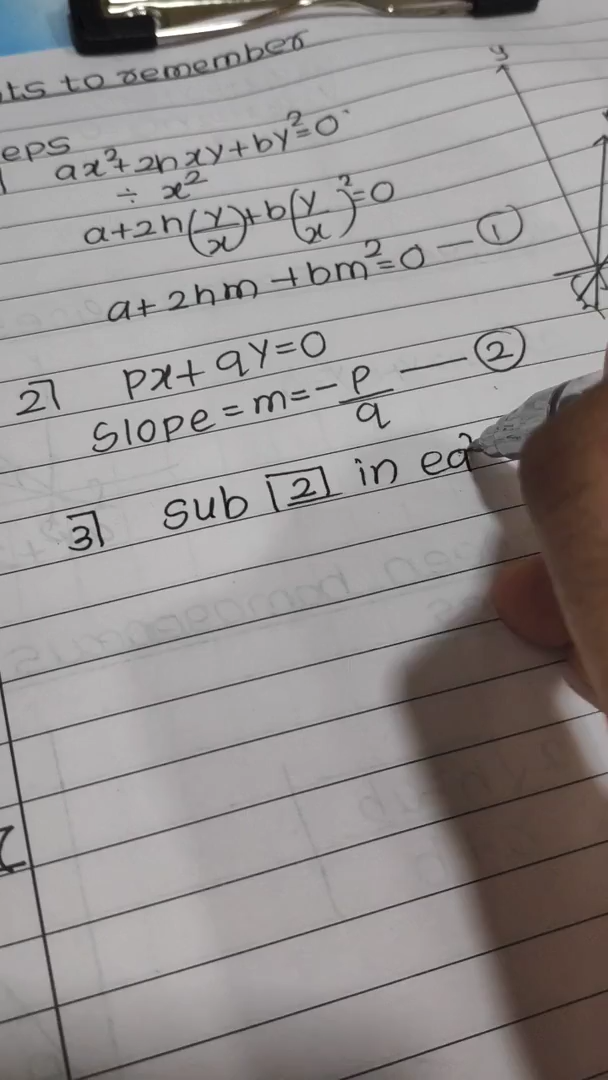 ts to remember
eps
ax²+2hxy+by²=0
÷ x²
a+2h(y/x)+b(y/x)²=0
a+2hm+bm²=0 — ①
2] px+qy=0
Slope=m=-p/q — ②
3] sub [2] in eq
y